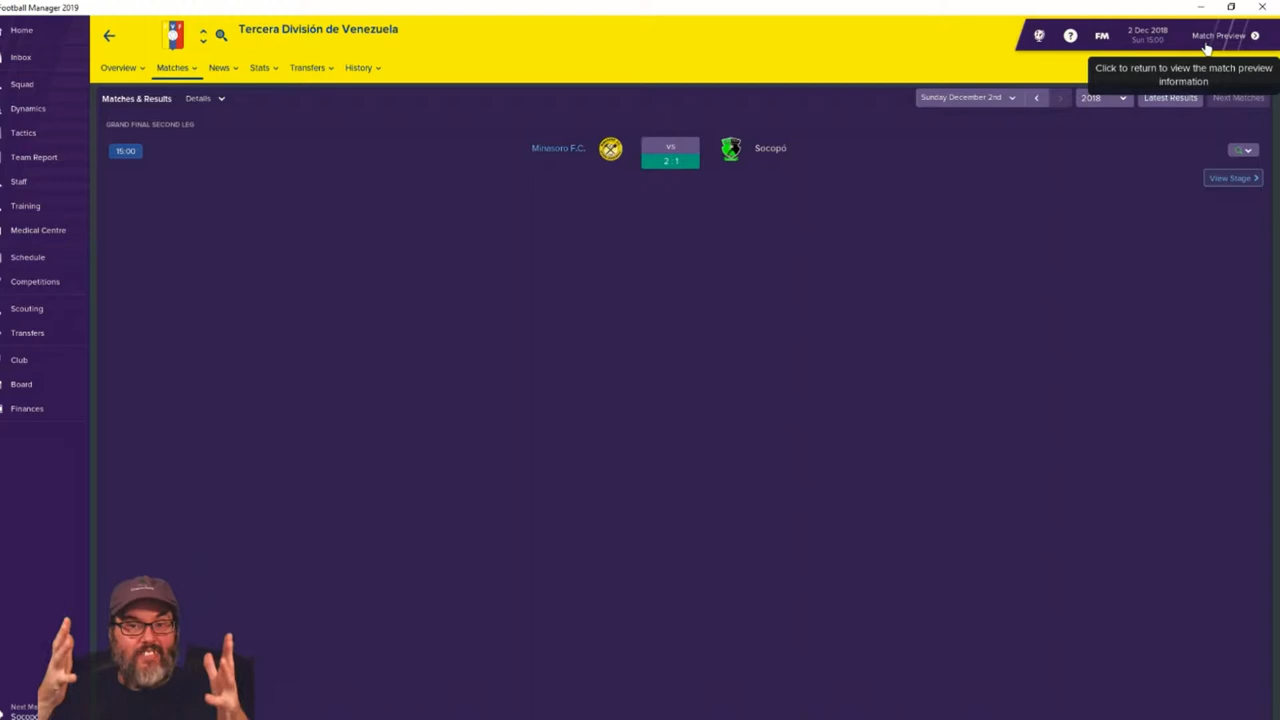 Football Manager 2019
Home
Inbox
Squad
Dynamics
Tactics
Team Report
Staff
Training
Medical Centre
Schedule
Competitions
Scouting
Transfers
Club
Board
Finances
Next Ma
Socopó
Tercera División de Venezuela
Overview
Matches
News
Stats
Transfers
History
?
FM
2 Dec 2018
Sun 15:00
Match Preview
Click to return to view the match preview
information
Matches & Results
Details
Sunday December 2nd
2018
Latest Results
Next Matches
GRAND FINAL SECOND LEG
15:00
Minasoro F.C.
vs
2 : 1
Socopó
View Stage